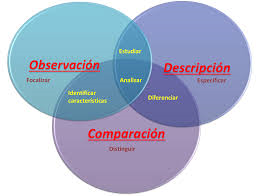 Estudiar
Observación
Descripción
Focalizar
Analizar
Especificar
Identificar
características
Diferenciar
Comparación
Distinguir